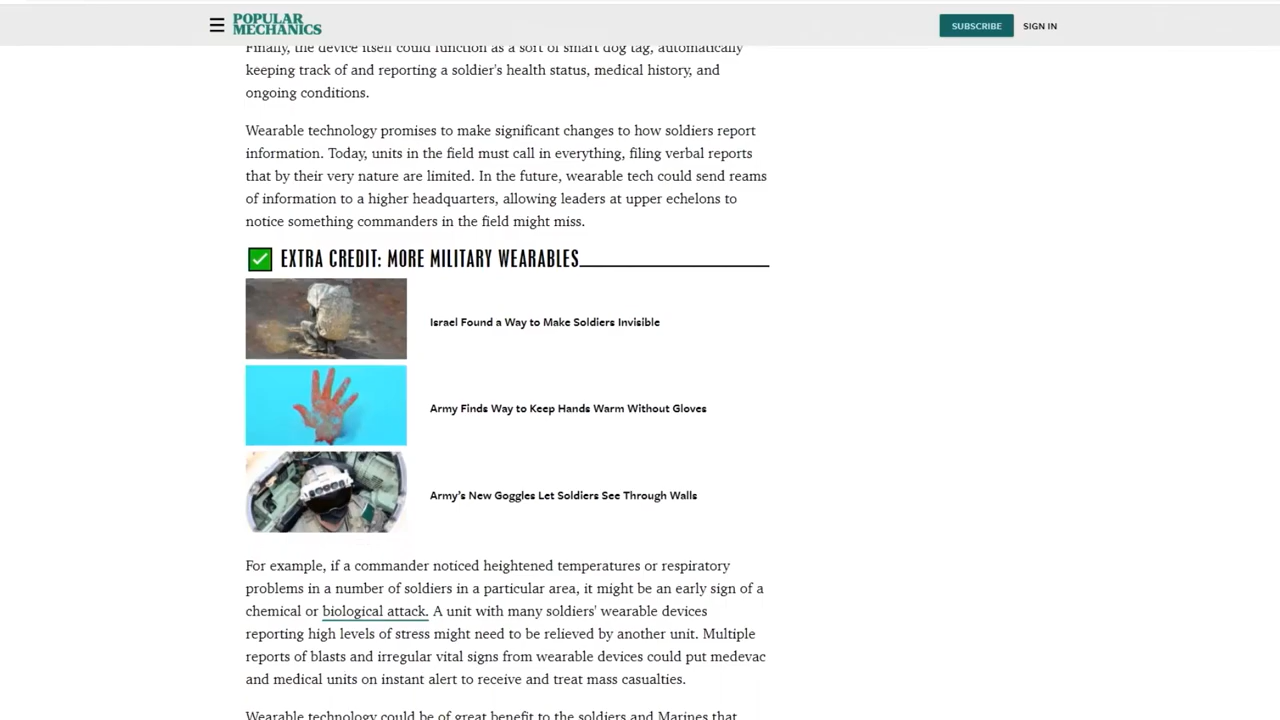 POPULAR
MECHANICS
SUBSCRIBE
SIGN IN
Finally, the device itself could function as a sort of smart dog tag, automatically
keeping track of and reporting a soldier's health status, medical history, and
ongoing conditions.
Wearable technology promises to make significant changes to how soldiers report
information. Today, units in the field must call in everything, filing verbal reports
that by their very nature are limited. In the future, wearable tech could send reams
of information to a higher headquarters, allowing leaders at upper echelons to
notice something commanders in the field might miss.
EXTRA CREDIT: MORE MILITARY WEARABLES
Israel Found a Way to Make Soldiers Invisible
Army Finds Way to Keep Hands Warm Without Gloves
Army's New Goggles Let Soldiers See Through Walls
For example, if a commander noticed heightened temperatures or respiratory
problems in a number of soldiers in a particular area, it might be an early sign of a
chemical or biological attack. A unit with many soldiers' wearable devices
reporting high levels of stress might need to be relieved by another unit. Multiple
reports of blasts and irregular vital signs from wearable devices could put medevac
and medical units on instant alert to receive and treat mass casualties.
Wearable technology could be of great benefit to the soldiers and Marines that